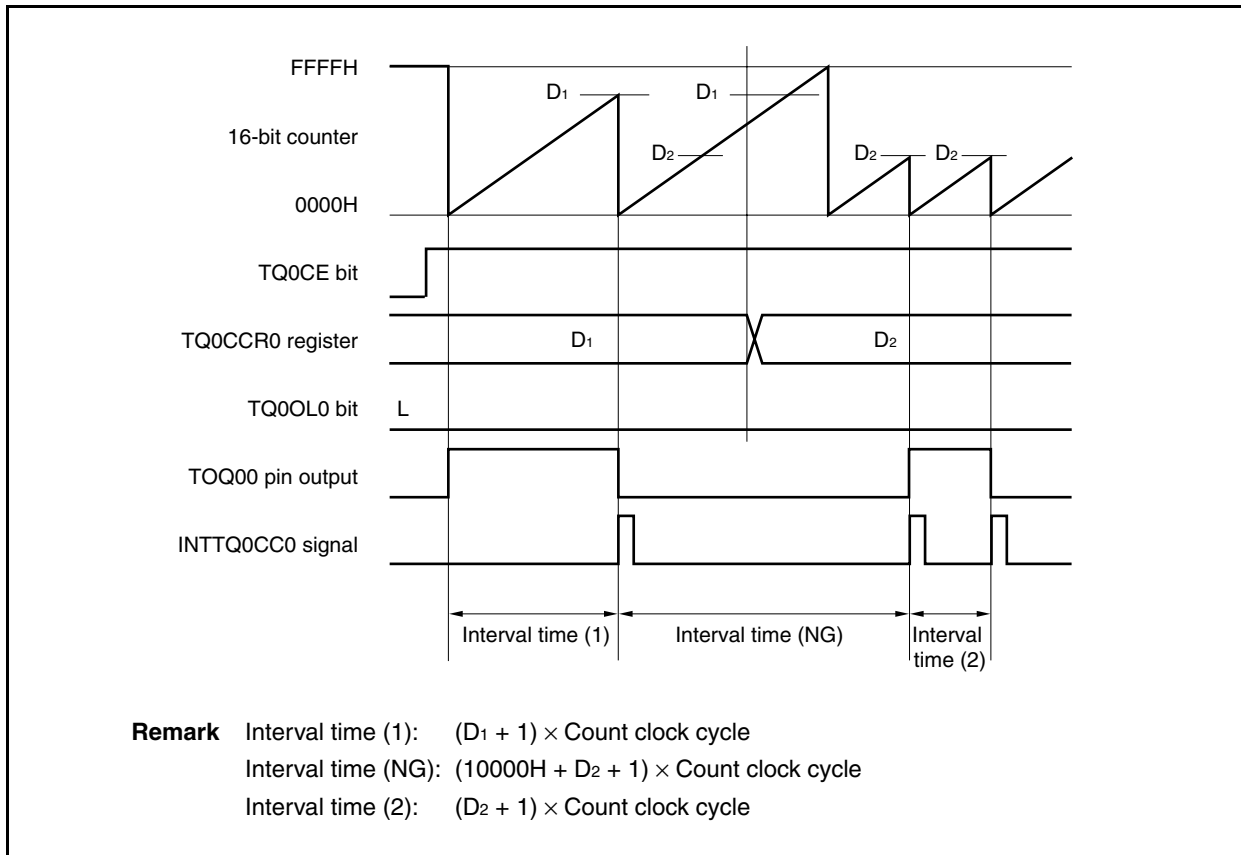 FFFFH
D1 D1
16-bit counter
D2 D2 D2
0000H
TQ0CE bit
TQ0CCR0 register D1 D2
TQ0OL0 bit L
TOQ00 pin output
INTTQ0CC0 signal
Interval time (1) Interval time (NG) Interval
time (2)
Remark Interval time (1): (D1 + 1) × Count clock cycle
Interval time (NG): (10000H + D2 + 1) × Count clock cycle
Interval time (2): (D2 + 1) × Count clock cycle